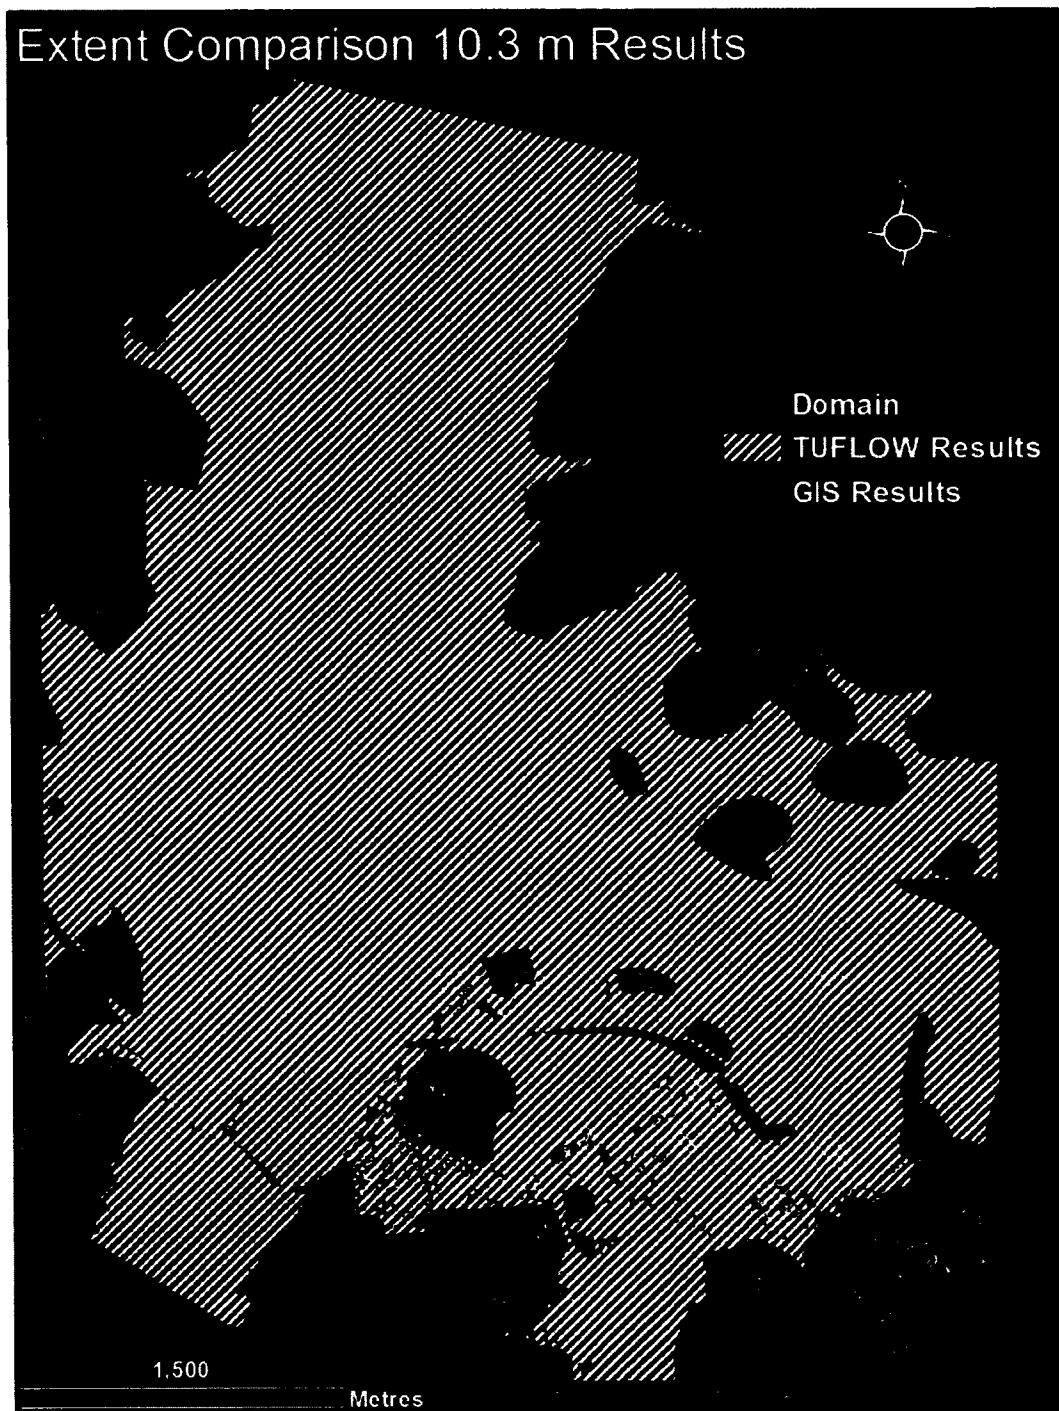 Extent Comparison 10.3 m Results
Domain
TUFLOW Results
GIS Results
1,500
Metres